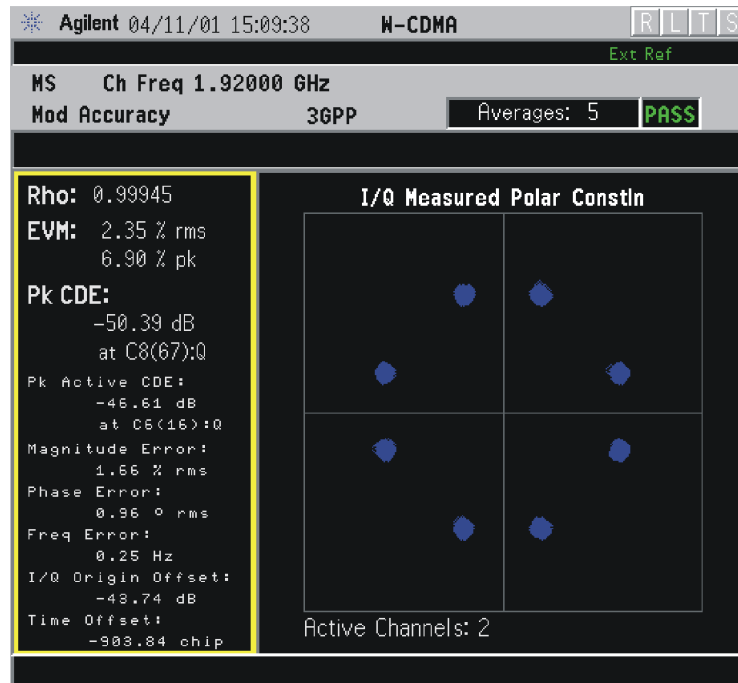 Agilent 04/11/01 15:09:38 W-CDMA R L T S
Ext Ref
MS Ch Freq 1.92000 GHz
Mod Accuracy 3GPP Averages: 5 PASS
Rho: 0.99945
I/Q Measured Polar Constln
EVM: 2.35 % rms
6.90 % pk
Pk CDE:
-50.39 dB
at C8(67):Q
Pk Active CDE:
-46.61 dB
at C6(16):Q
Magnitude Error:
1.66 % rms
Phase Error:
0.96 º rms
Freq Error:
0.25 Hz
I/Q Origin Offset:
-43.74 dB
Time Offset:
-903.84 chip
Active Channels: 2